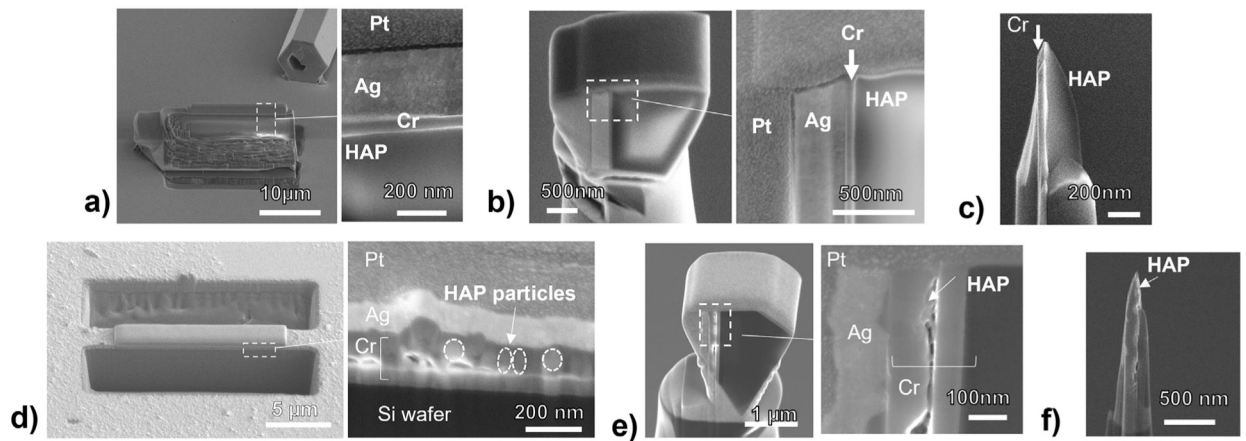 Pt
Ag
Cr
HAP
200 nm
10µm
a)
Cr
HAP
Pt
Ag
500nm
500nm
b)
Cr
HAP
200nm
c)
Pt
HAP particles
Ag
Cr
Si wafer
200 nm
5 µm
d)
Pt
HAP
Ag
Cr
100nm
1 µm
e)
HAP
500 nm
f)